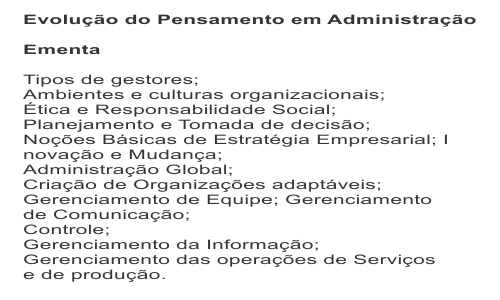 Evolução do Pensamento em Administração
Ementa
Tipos de gestores;
Ambientes e culturas organizacionais;
Ética e Responsabilidade Social;
Planejamento e Tomada de decisão;
Noções Básicas de Estratégia Empresarial; I
novação e Mudança;
Administração Global;
Criação de Organizações adaptáveis;
Gerenciamento de Equipe; Gerenciamento
de Comunicação;
Controle;
Gerenciamento da Informação;
Gerenciamento das operações de Serviços
e de produção.